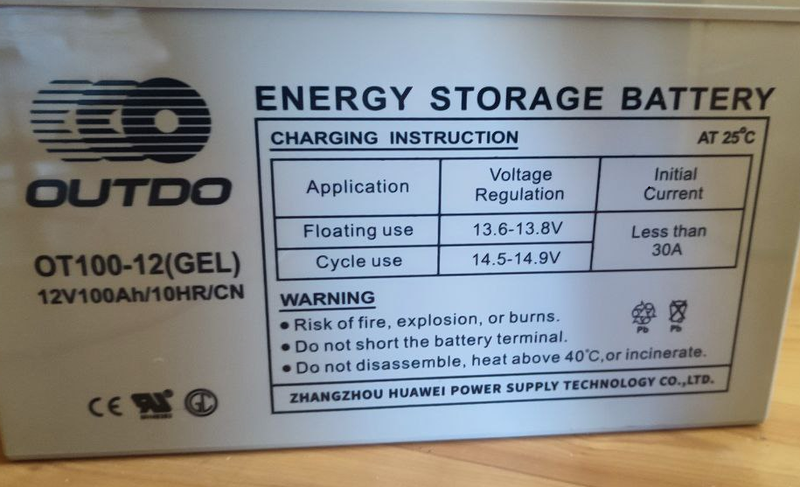 OUTDO
OT100-12(GEL)
12V100Ah/10HR/CN
CE
ENERGY STORAGE BATTERY
CHARGING INSTRUCTION AT 25°C
Application Voltage Regulation Initial Current
Floating use 13.6-13.8V Less than 30A
Cycle use 14.5-14.9V
WARNING
• Risk of fire, explosion, or burns.
• Do not short the battery terminal.
• Do not disassemble, heat above 40°C,or incinerate.
Pb Pb
ZHANGZHOU HUAWEI POWER SUPPLY TECHNOLOGY CO.,LTD.